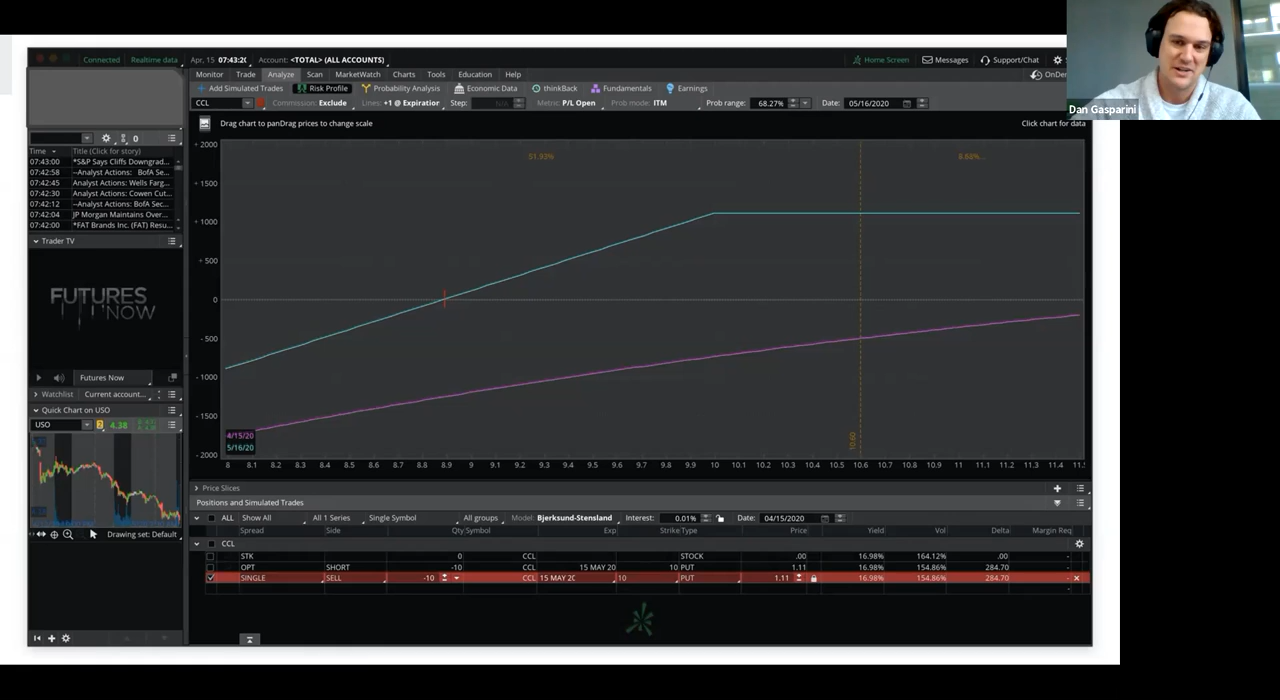 Connected Realtime data Apr, 15 07:43:20 Account: <TOTAL> (ALL ACCOUNTS) Home Screen Messages Support/Chat
Monitor Trade Analyze Scan MarketWatch Charts Tools Education Help OnDe
Add Simulated Trades Risk Profile Probability Analysis Economic Data thinkBack Fundamentals Earnings
CCL Commission: Exclude Lines: +1 @ Expiration Step: N/A Metric: P/L Open Prob mode: ITM Prob range: 68.27% Date: 05/16/2020
Dan Gasparini
Drag chart to panDrag prices to change scale Click chart for data
0
Time Title (Click for story)
07:43:00 *S&P Says Cliffs Downgrad...
07:42:58 --Analyst Actions: BofA Se...
07:42:45 Analyst Actions: Wells Farg...
07:42:30 Analyst Actions: Cowen Cut...
07:42:12 --Analyst Actions: BofA Sec...
07:42:04 JP Morgan Maintains Over...
07:42:00 *FAT Brands Inc. (FAT) Resu...
Trader TV
FUTURES
NOW
Futures Now
Watchlist Current account...
Quick Chart on USO
USO 2 4.38
Drawing set: Default
51.93% 8.68%...
+ 2000
+ 1500
+ 1000
+ 500
0
- 500
- 1000
- 1500
- 2000
10.60
4/15/20
5/16/20
8 8.1 8.2 8.3 8.4 8.5 8.6 8.7 8.8 8.9 9 9.1 9.2 9.3 9.4 9.5 9.6 9.7 9.8 9.9 10 10.1 10.2 10.3 10.4 10.5 10.6 10.7 10.8 10.9 11 11.1 11.2 11.3 11.4 11.5
Price Slices
Positions and Simulated Trades
ALL Show All All 1 Series Single Symbol All groups Model: Bjerksund-Stensland Interest: 0.01% Date: 04/15/2020
Spread Side Qty Symbol Exp Strike Type Price Yield Vol Delta Margin Req
CCL
STK 0 CCL STOCK .00 16.98% 164.12% .00
OPT SHORT -10 CCL 15 MAY 20 10 PUT 1.11 16.98% 154.86% 284.70 -
SINGLE SELL -10 CCL 15 MAY 20 10 PUT 1.11 16.98% 154.86% 284.70 -